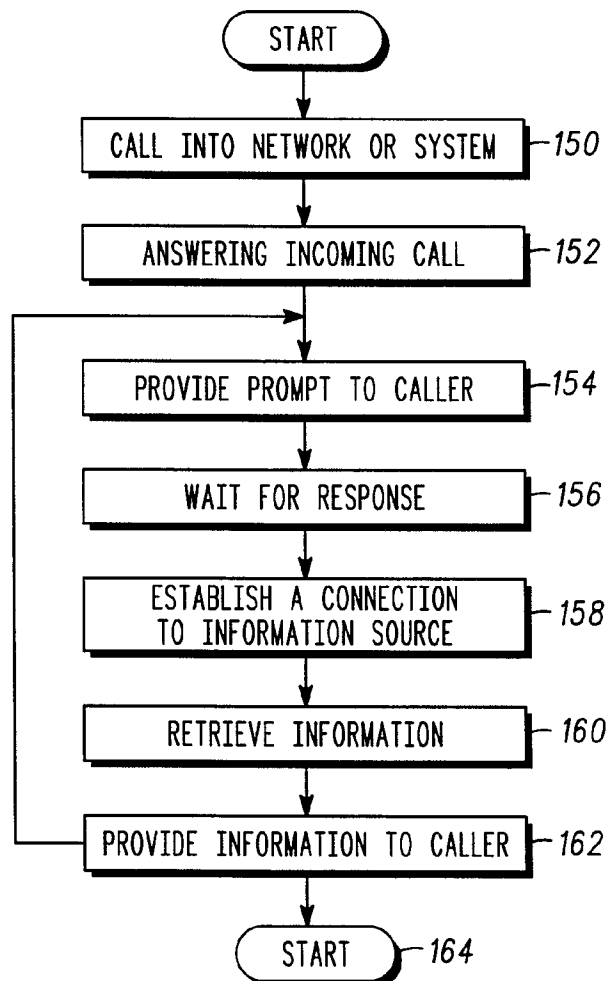 START
CALL INTO NETWORK OR SYSTEM 150
ANSWERING INCOMING CALL 152
PROVIDE PROMPT TO CALLER 154
WAIT FOR RESPONSE 156
ESTABLISH A CONNECTION
TO INFORMATION SOURCE 158
RETRIEVE INFORMATION 160
PROVIDE INFORMATION TO CALLER 162
START 164